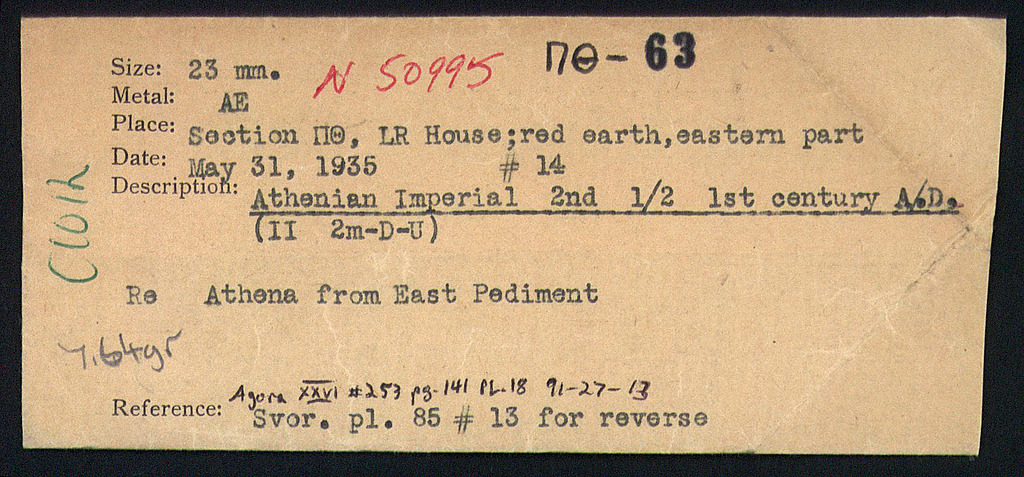 ΠΘ- 63
N 50995
Size: 23 mm.
Metal: AE
Place: Section ΠΘ, LR House;red earth,eastern part
Date: May 31, 1935 # 14
Description: Athenian Imperial 2nd 1/2 1st century A.D.
(II 2m-D-U)
Re Athena from East Pediment
7.64gr
Agora XXVI #253 pg. 141 PL.18 91-27-13
Reference: Svor. pl. 85 # 13 for reverse